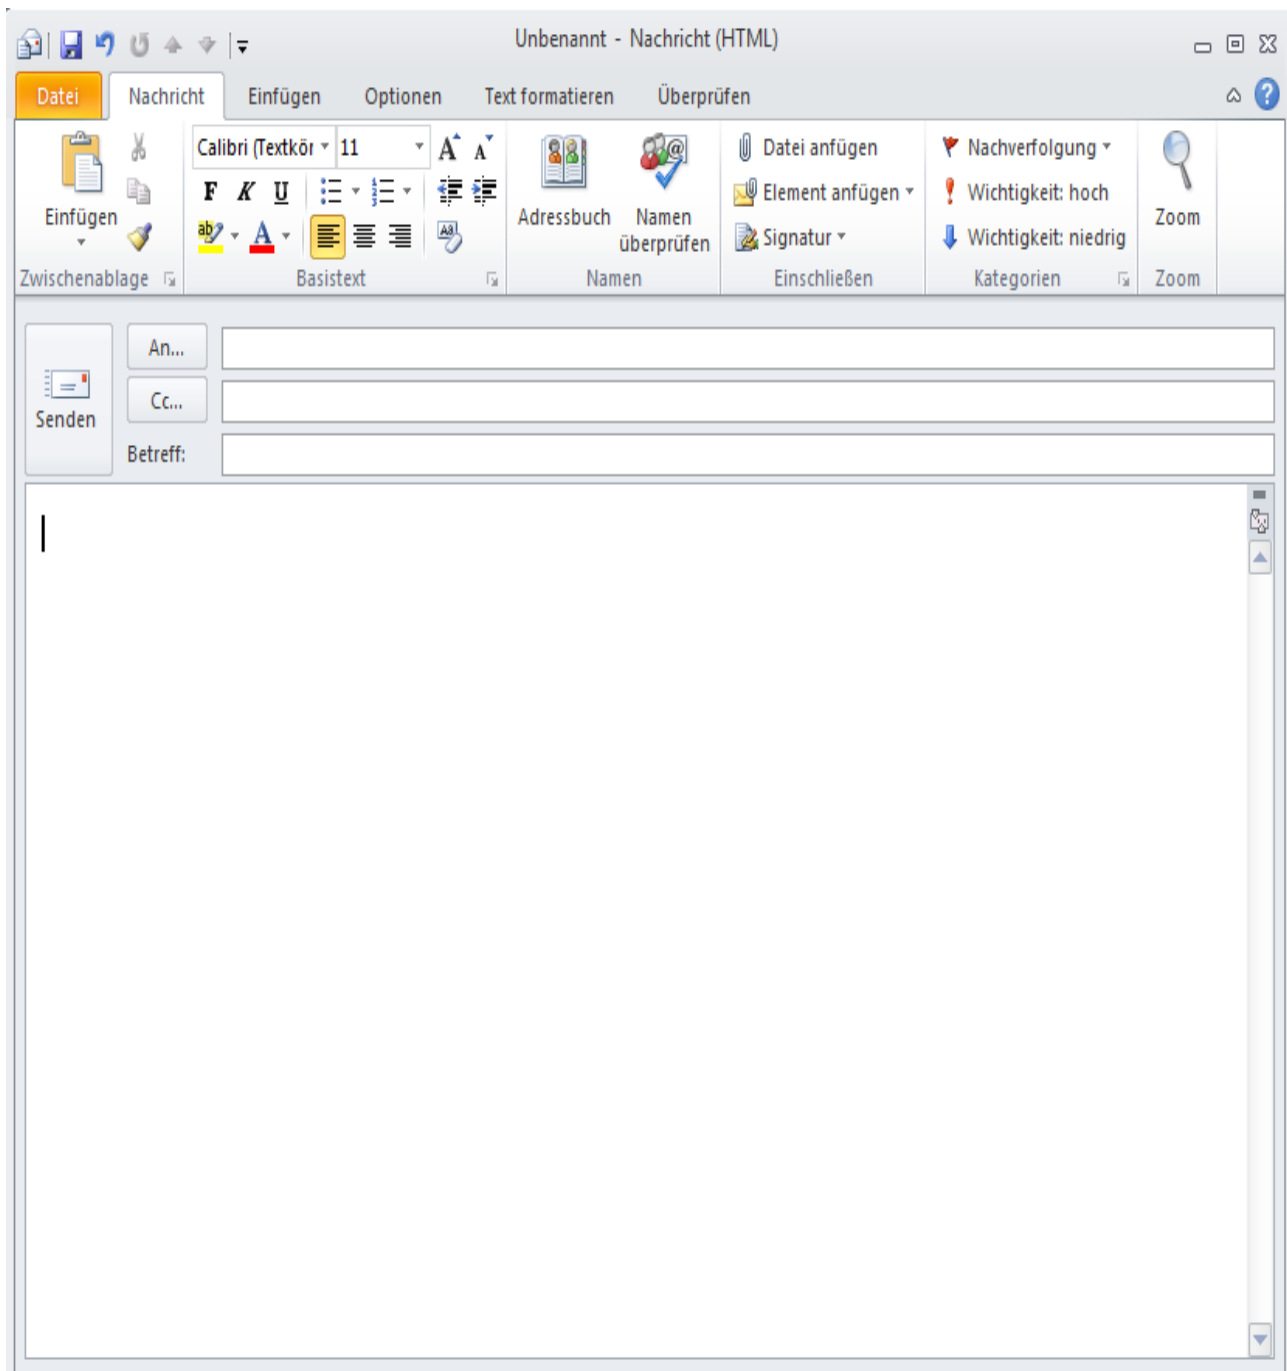 Unbenannt - Nachricht (HTML)
Datei Nachricht Einfügen Optionen Text formatieren Überprüfen
Calibri (Textkör 11 Datei anfügen Nachverfolgung
F K U Element anfügen Wichtigkeit: hoch
Einfügen Adressbuch Namen überprüfen Signatur Wichtigkeit: niedrig Zoom
Zwischenablage Basistext Namen Einschließen Kategorien Zoom
An...
Cc...
Senden
Betreff: